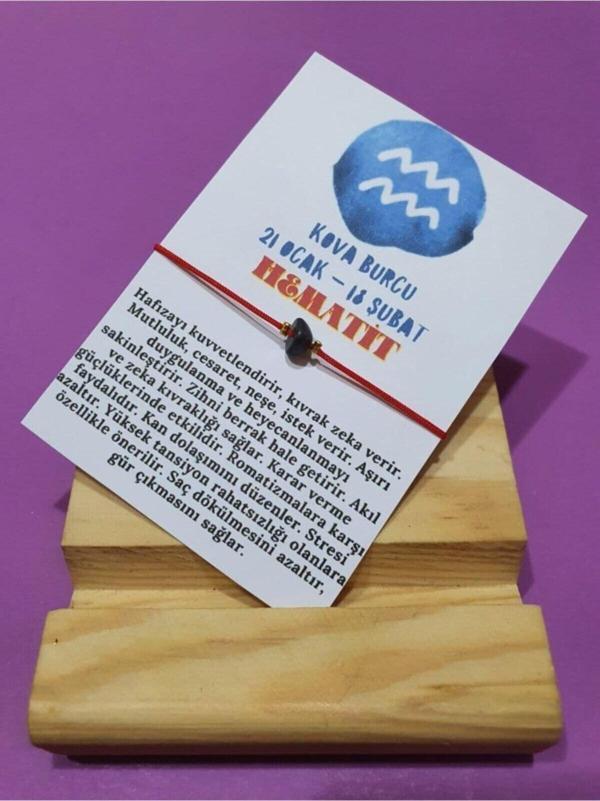 KOVA BURCU
21 OCAK – 18 ŞUBAT
HEMATİT
Hafızayı kuvvetlendirir, kıvrak zeka verir.
Mutluluk, cesaret, neşe, istek verir. Aşırı
duygulanma ve heyecanlanmayı
sakinleştirir. Zihni berrak hale getirir. Akıl
ve zeka kıvraklığı sağlar. Karar verme
güçlüklerinde etkilidir. Romatizmalara karşı
faydalıdır. Kan dolaşımını düzenler. Stresi
azaltır. Yüksek tansiyon rahatsızlığı olanlara
özellikle önerilir. Saç dökülmesini azaltır,
gür çıkmasını sağlar.